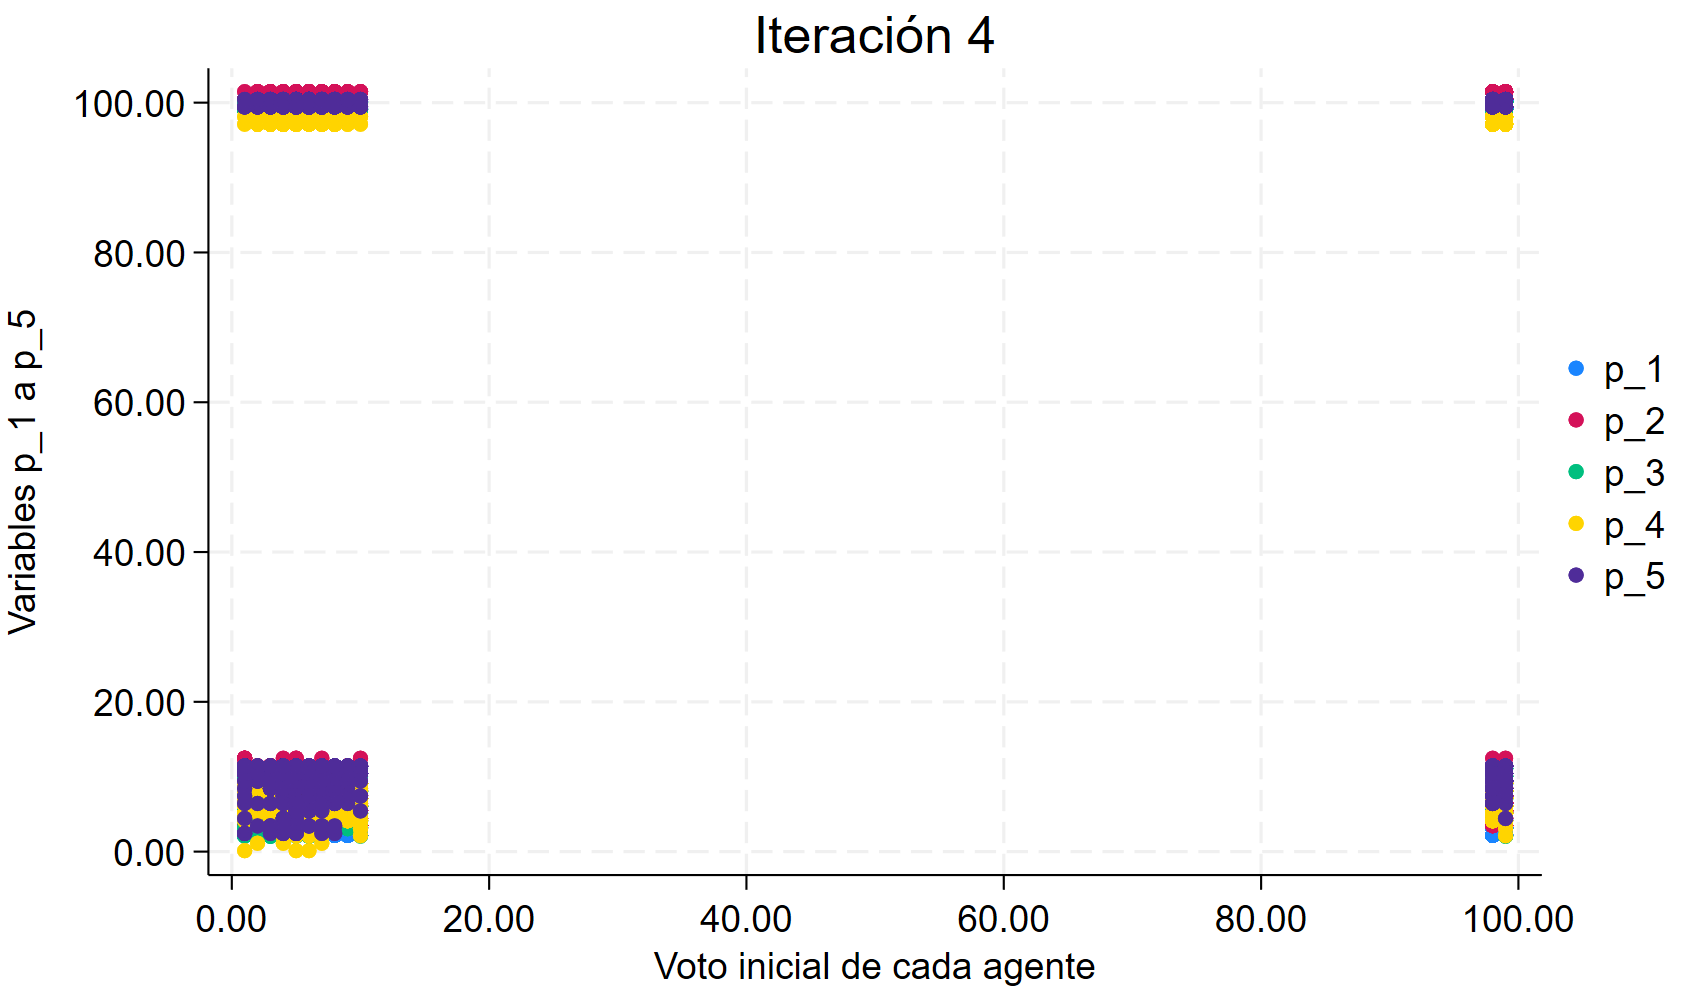 Iteración 4
Variables p_1 a p_5
100.00
80.00
60.00
40.00
20.00
0.00
0.00 20.00 40.00 60.00 80.00 100.00
Voto inicial de cada agente
p_1
p_2
p_3
p_4
p_5